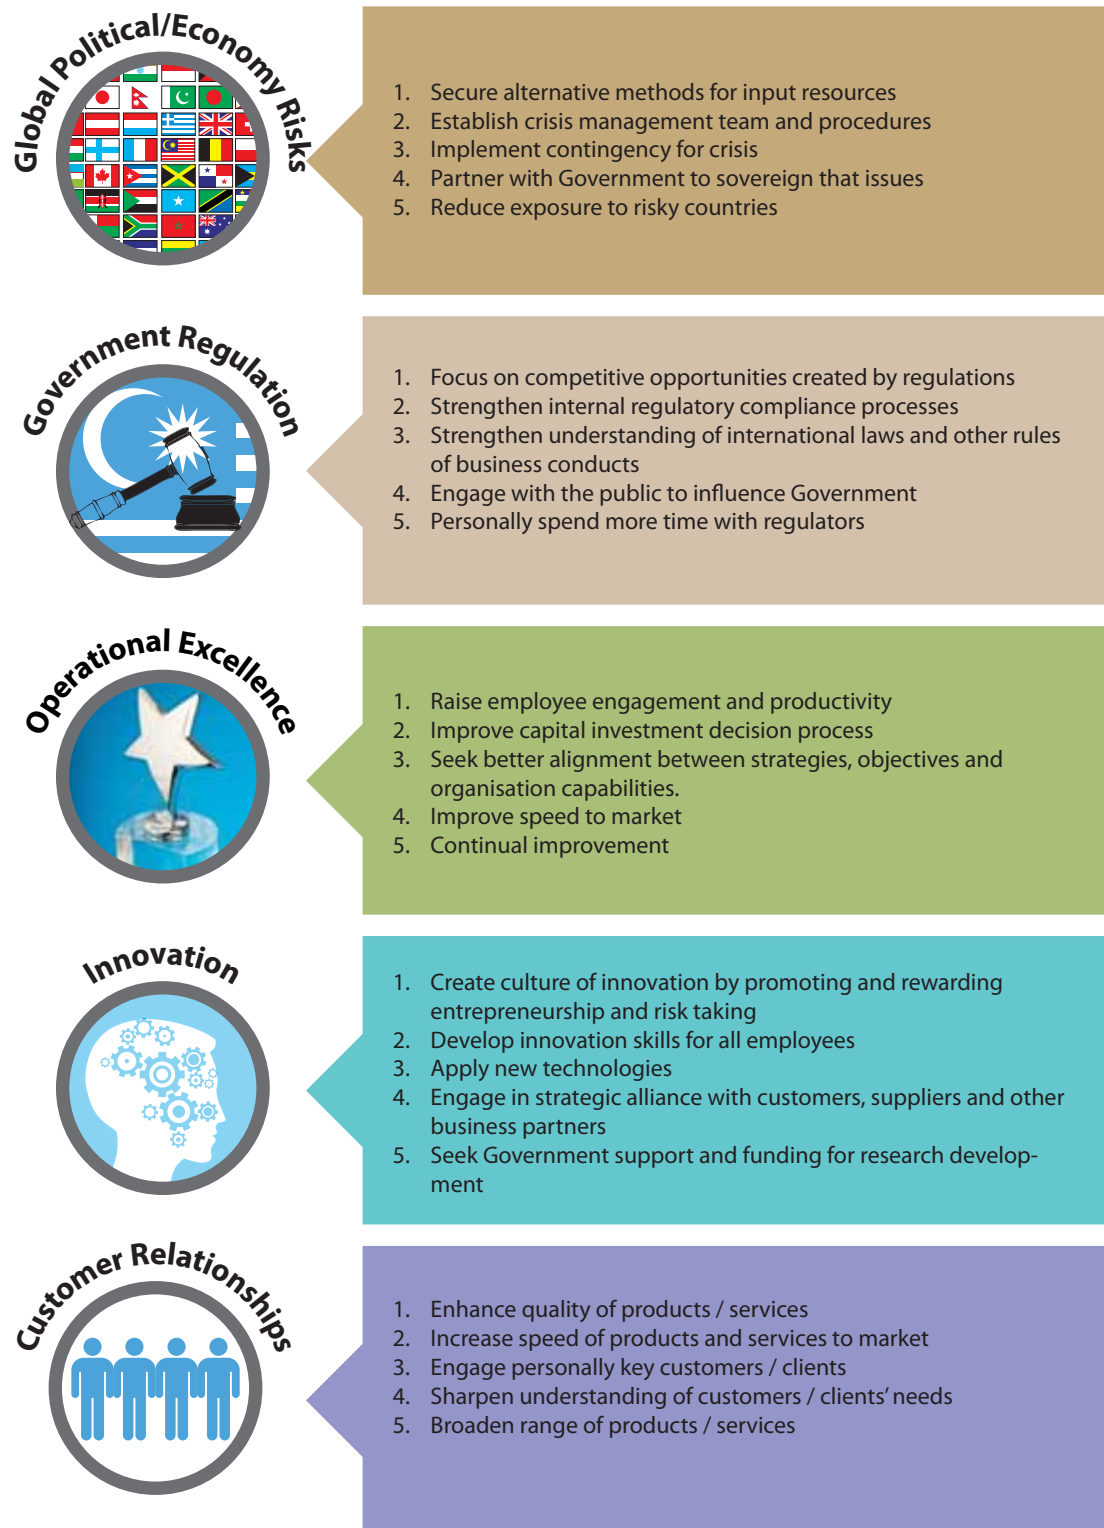 Global Political/Economy Risks
1. Secure alternative methods for input resources
2. Establish crisis management team and procedures
3. Implement contingency for crisis
4. Partner with Government to sovereign that issues
5. Reduce exposure to risky countries
Government Regulation
1. Focus on competitive opportunities created by regulations
2. Strengthen internal regulatory compliance processes
3. Strengthen understanding of international laws and other rules
of business conducts
4. Engage with the public to influence Government
5. Personally spend more time with regulators
Operational Excellence
1. Raise employee engagement and productivity
2. Improve capital investment decision process
3. Seek better alignment between strategies, objectives and
organisation capabilities.
4. Improve speed to market
5. Continual improvement
Innovation
1. Create culture of innovation by promoting and rewarding
entrepreneurship and risk taking
2. Develop innovation skills for all employees
3. Apply new technologies
4. Engage in strategic alliance with customers, suppliers and other
business partners
5. Seek Government support and funding for research develop-
ment
Customer Relationships
1. Enhance quality of products / services
2. Increase speed of products and services to market
3. Engage personally key customers / clients
4. Sharpen understanding of customers / clients' needs
5. Broaden range of products / services